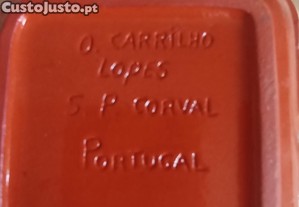 CustoJusto.pt
O. CARRILHO
LOPES
S. P. CORVAL
PORTUGAL